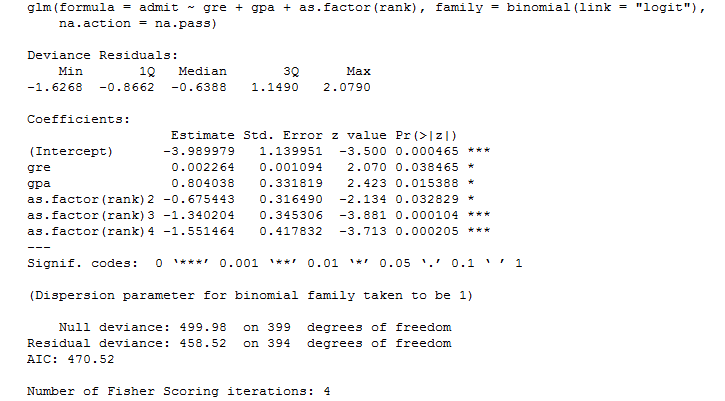 glm(formula = admit ~ gre + gpa + as.factor(rank), family = binomial(link = "logit"),
    na.action = na.pass)
Deviance Residuals:
    Min      1Q  Median      3Q     Max
-1.6268 -0.8662 -0.6388  1.1490  2.0790
Coefficients:
                  Estimate Std. Error z value Pr(>|z|)
(Intercept)      -3.989979   1.139951  -3.500 0.000465 ***
gre               0.002264   0.001094   2.070 0.038465 *
gpa               0.804038   0.331819   2.423 0.015388 *
as.factor(rank)2 -0.675443   0.316490  -2.134 0.032829 *
as.factor(rank)3 -1.340204   0.345306  -3.881 0.000104 ***
as.factor(rank)4 -1.551464   0.417832  -3.713 0.000205 ***
---
Signif. codes:  0 ‘***’ 0.001 ‘**’ 0.01 ‘*’ 0.05 ‘.’ 0.1 ‘ ’ 1
(Dispersion parameter for binomial family taken to be 1)
    Null deviance: 499.98  on 399  degrees of freedom
Residual deviance: 458.52  on 394  degrees of freedom
AIC: 470.52
Number of Fisher Scoring iterations: 4